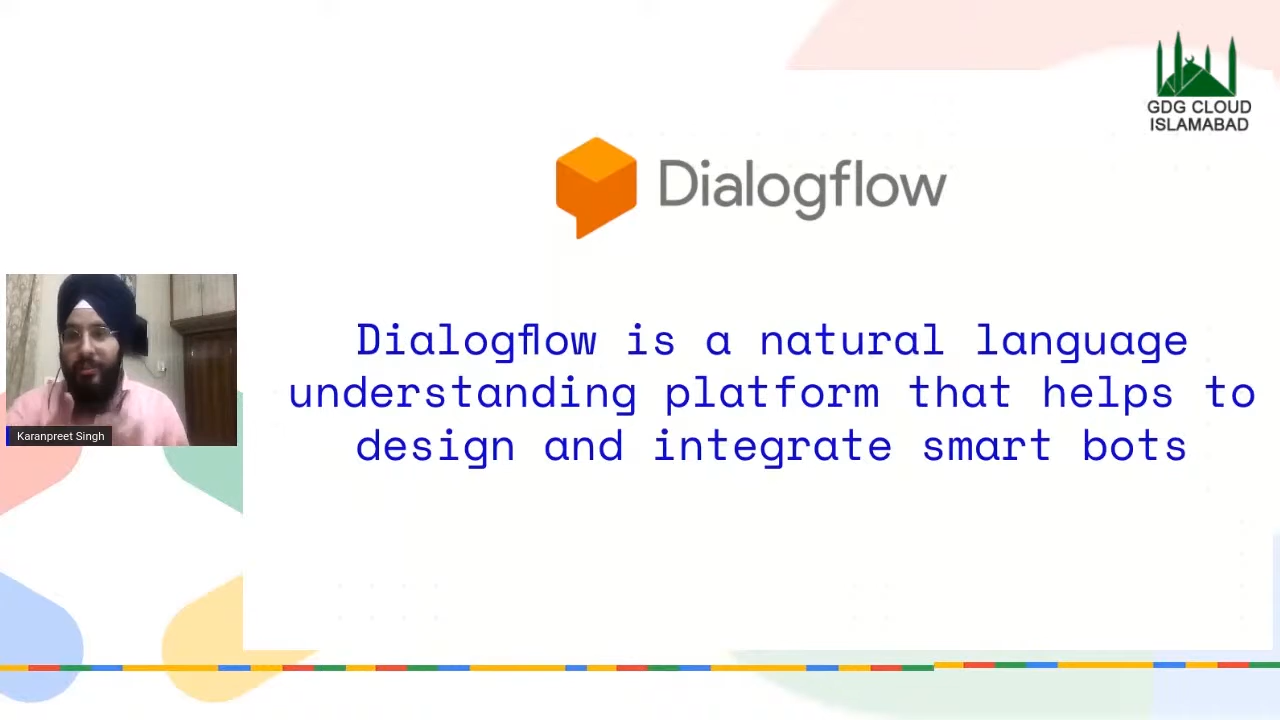 GDG CLOUD
ISLAMABAD
Dialogflow
Dialogflow is a natural language
understanding platform that helps to
design and integrate smart bots
Karanpreet Singh